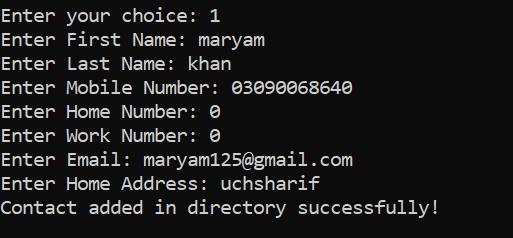 Enter your choice: 1
Enter First Name: maryam
Enter Last Name: khan
Enter Mobile Number: 03090068640
Enter Home Number: 0
Enter Work Number: 0
Enter Email: maryam125@gmail.com
Enter Home Address: uchsharif
Contact added in directory successfully!